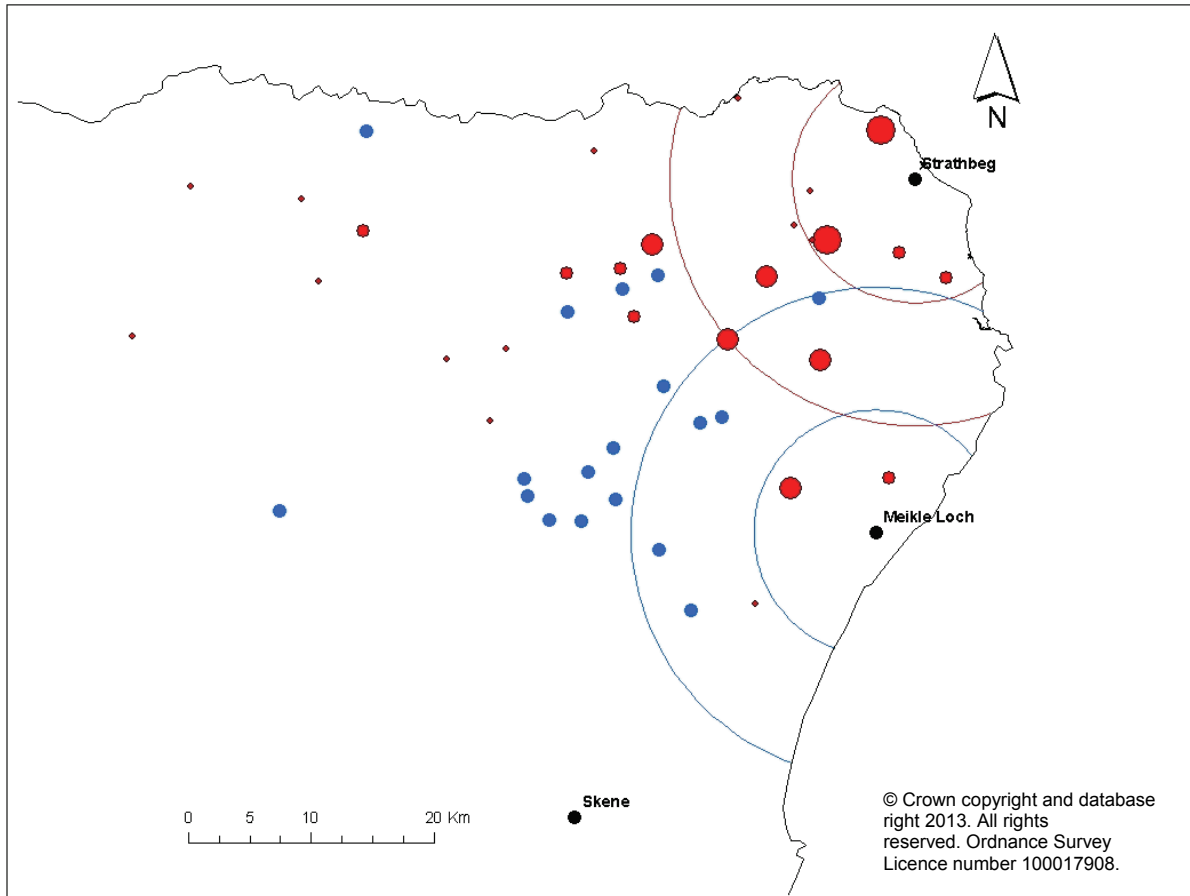 N
Strathbeg
Meikle Loch
Skene
0 5 10 20 Km
© Crown copyright and database
right 2013. All rights
reserved. Ordnance Survey
Licence number 100017908.